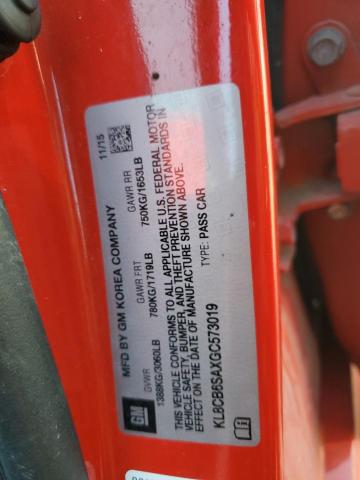 MFD BY GM KOREA COMPANY 11/15
GM
GVWR GAWR FRT GAWR RR
1388KG/3060LB 780KG/1719LB 750KG/1653LB
THIS VEHICLE CONFORMS TO ALL APPLICABLE U.S. FEDERAL MOTOR
VEHICLE SAFETY, BUMPER, AND THEFT PREVENTION STANDARDS IN
EFFECT ON THE DATE OF MANUFACTURE SHOWN ABOVE.
KL8CB6SAXGC573019 TYPE: PASS CAR